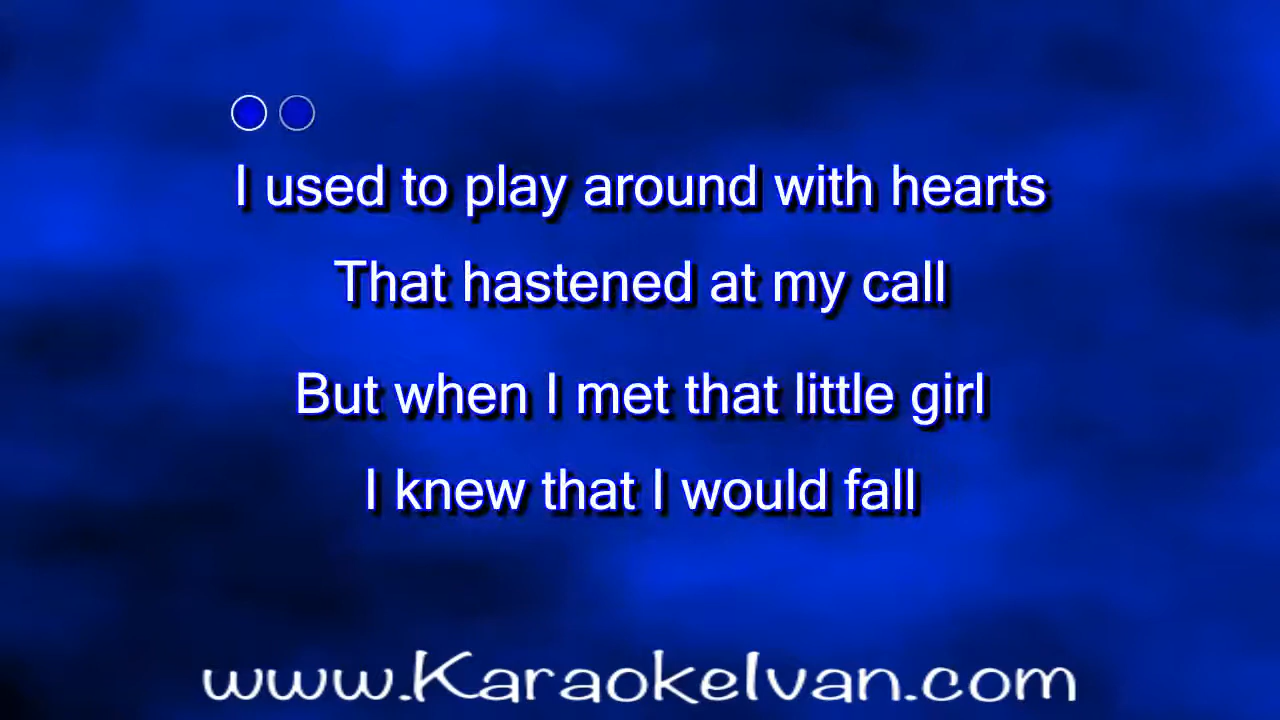 I used to play around with hearts
That hastened at my call
But when I met that little girl
I knew that I would fall
www.KaraokeIvan.com